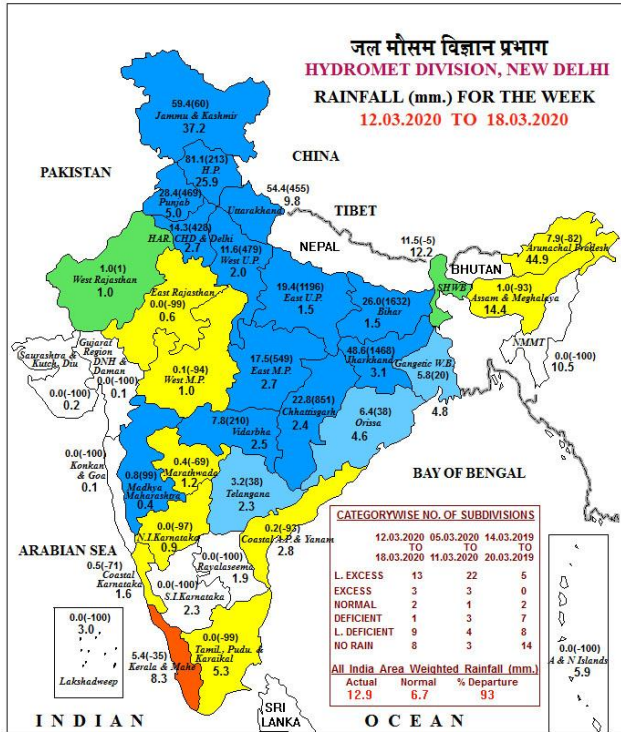 जल मौसम विज्ञान प्रभाग
HYDROMET DIVISION, NEW DELHI
RAINFALL (mm.) FOR THE WEEK
12.03.2020 TO 18.03.2020
59.4(60)
Jammu & Kashmir
37.2
CHINA
PAKISTAN
81.1(213)
H.P.
25.9
28.4(469)
Punjab
5.0
54.4(455)
9.8
Uttarakhand
TIBET
14.3(428)
HAR. CHD & Delhi
2.7
11.6(479)
West U.P.
2.0
NEPAL
11.5(-5)
12.2
7.9(-82)
Arunachal Pradesh
44.9
BHUTAN
SHWB
1.0(-93)
Assam & Meghalaya
14.4
1.0(1)
West Rajasthan
1.0
East Rajasthan
0.0(-99)
0.6
19.4(1196)
East U.P.
1.5
26.0(1632)
Bihar
1.5
NMMT
0.0(-100)
10.5
Gujarat
Region
DNH &
Daman
0.0(-100)
0.1
Saurashtra &
Kutch, Diu
0.0(-100)
0.2
0.1(-94)
West M.P.
1.0
17.5(549)
East M.P.
2.7
48.6(1468)
Jharkhand
3.1
Gangetic W.B.
5.8(20)
4.8
22.8(851)
Chhattisgarh
2.4
6.4(38)
Orissa
4.6
7.8(210)
Vidarbha
2.5
0.0(-100)
Konkan
& Goa
0.1
0.8(99)
Madhya
Maharashtra
0.4
0.4(-69)
Marathwada
1.2
3.2(38)
Telangana
2.3
BAY OF BENGAL
0.0(-97)
N.I.Karnataka
0.9
0.2(-93)
Coastal A.P. & Yanam
2.8
ARABIAN SEA
0.5(-71)
Coastal
Karnataka
1.6
0.0(-100)
Rayalaseema
1.9
0.0(-100)
S.I.Karnataka
2.3
0.0(-100)
3.0
Lakshadweep
5.4(-35)
Kerala & Mahe
8.3
0.0(-99)
Tamil., Pudu. &
Karaikal
5.3
CATEGORYWISE NO. OF SUBDIVISIONS
12.03.2020 05.03.2020 14.03.2019
TO TO TO
18.03.2020 11.03.2020 20.03.2019
L. EXCESS 13 22 5
EXCESS 3 3 0
NORMAL 2 1 2
DEFICIENT 1 3 7
L. DEFICIENT 9 4 8
NO RAIN 8 3 14
All India Area Weighted Rainfall (mm.)
Actual Normal % Departure
12.9 6.7 93
0.0(-100)
A & N Islands
5.9
SRI
LANKA
INDIAN OCEAN